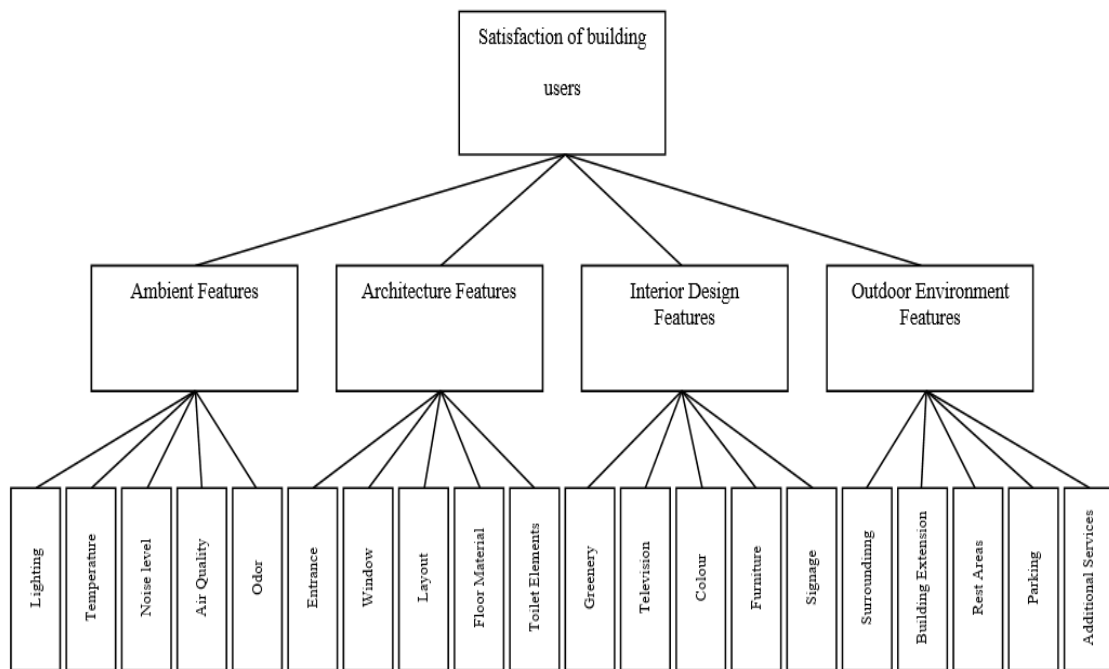 Satisfaction of building
users
Ambient Features
Architecture Features
Interior Design
Features
Outdoor Environment
Features
Lighting
Temperature
Noise level
Air Quality
Odor
Entrance
Window
Layout
Floor Material
Toilet Elements
Greenery
Television
Colour
Furniture
Signage
Surroundining
Building Extension
Rest Areas
Parking
Additional Services